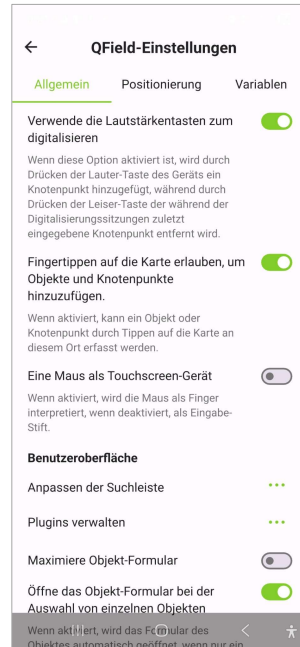 QField-Einstellungen
Allgemein Positionierung Variablen
Verwende die Lautstärkentasten zum
digitalisieren
Wenn diese Option aktiviert ist, wird durch
Drücken der Lauter-Taste des Geräts ein
Knotenpunkt hinzugefügt, während durch
Drücken der Leiser-Taste der während der
Digitalisierungssitzungen zuletzt
eingegebene Knotenpunkt entfernt wird.
Fingertippen auf die Karte erlauben, um
Objekte und Knotenpunkte
hinzuzufügen.
Wenn aktiviert, kann ein Objekt oder
Knotenpunkt durch Tippen auf die Karte an
diesem Ort erfasst werden.
Eine Maus als Touchscreen-Gerät
Wenn aktiviert, wird die Maus als Finger
interpretiert, wenn deaktiviert, als Eingabe-
Stift.
Benutzeroberfläche
Anpassen der Suchleiste
Plugins verwalten
Maximiere Objekt-Formular
Öffne das Objekt-Formular bei der
Auswahl von einzelnen Objekten
Wenn aktiviert, wird das Formular des
Objektes automatisch geöffnet, wenn nur ein